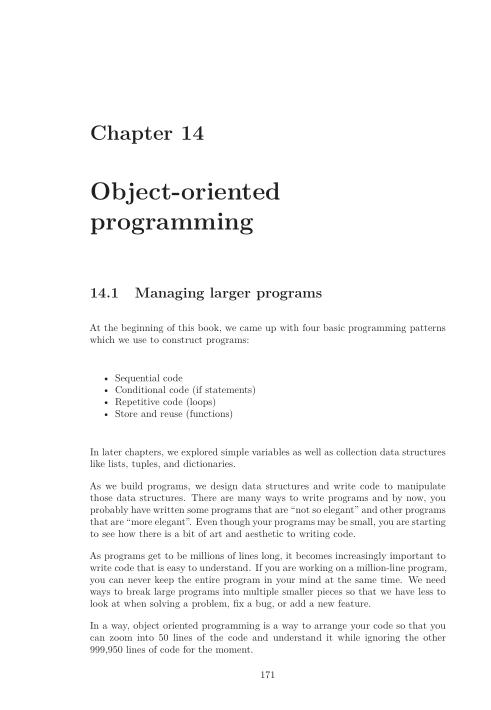 Chapter 14
Object-oriented
programming
14.1 Managing larger programs
At the beginning of this book, we came up with four basic programming patterns
which we use to construct programs:
• Sequential code
• Conditional code (if statements)
• Repetitive code (loops)
• Store and reuse (functions)
In later chapters, we explored simple variables as well as collection data structures
like lists, tuples, and dictionaries.
As we build programs, we design data structures and write code to manipulate
those data structures. There are many ways to write programs and by now, you
probably have written some programs that are “not so elegant” and other programs
that are “more elegant”. Even though your programs may be small, you are starting
to see how there is a bit of art and aesthetic to writing code.
As programs get to be millions of lines long, it becomes increasingly important to
write code that is easy to understand. If you are working on a million-line program,
you can never keep the entire program in your mind at the same time. We need
ways to break large programs into multiple smaller pieces so that we have less to
look at when solving a problem, fix a bug, or add a new feature.
In a way, object oriented programming is a way to arrange your code so that you
can zoom into 50 lines of the code and understand it while ignoring the other
999,950 lines of code for the moment.
171